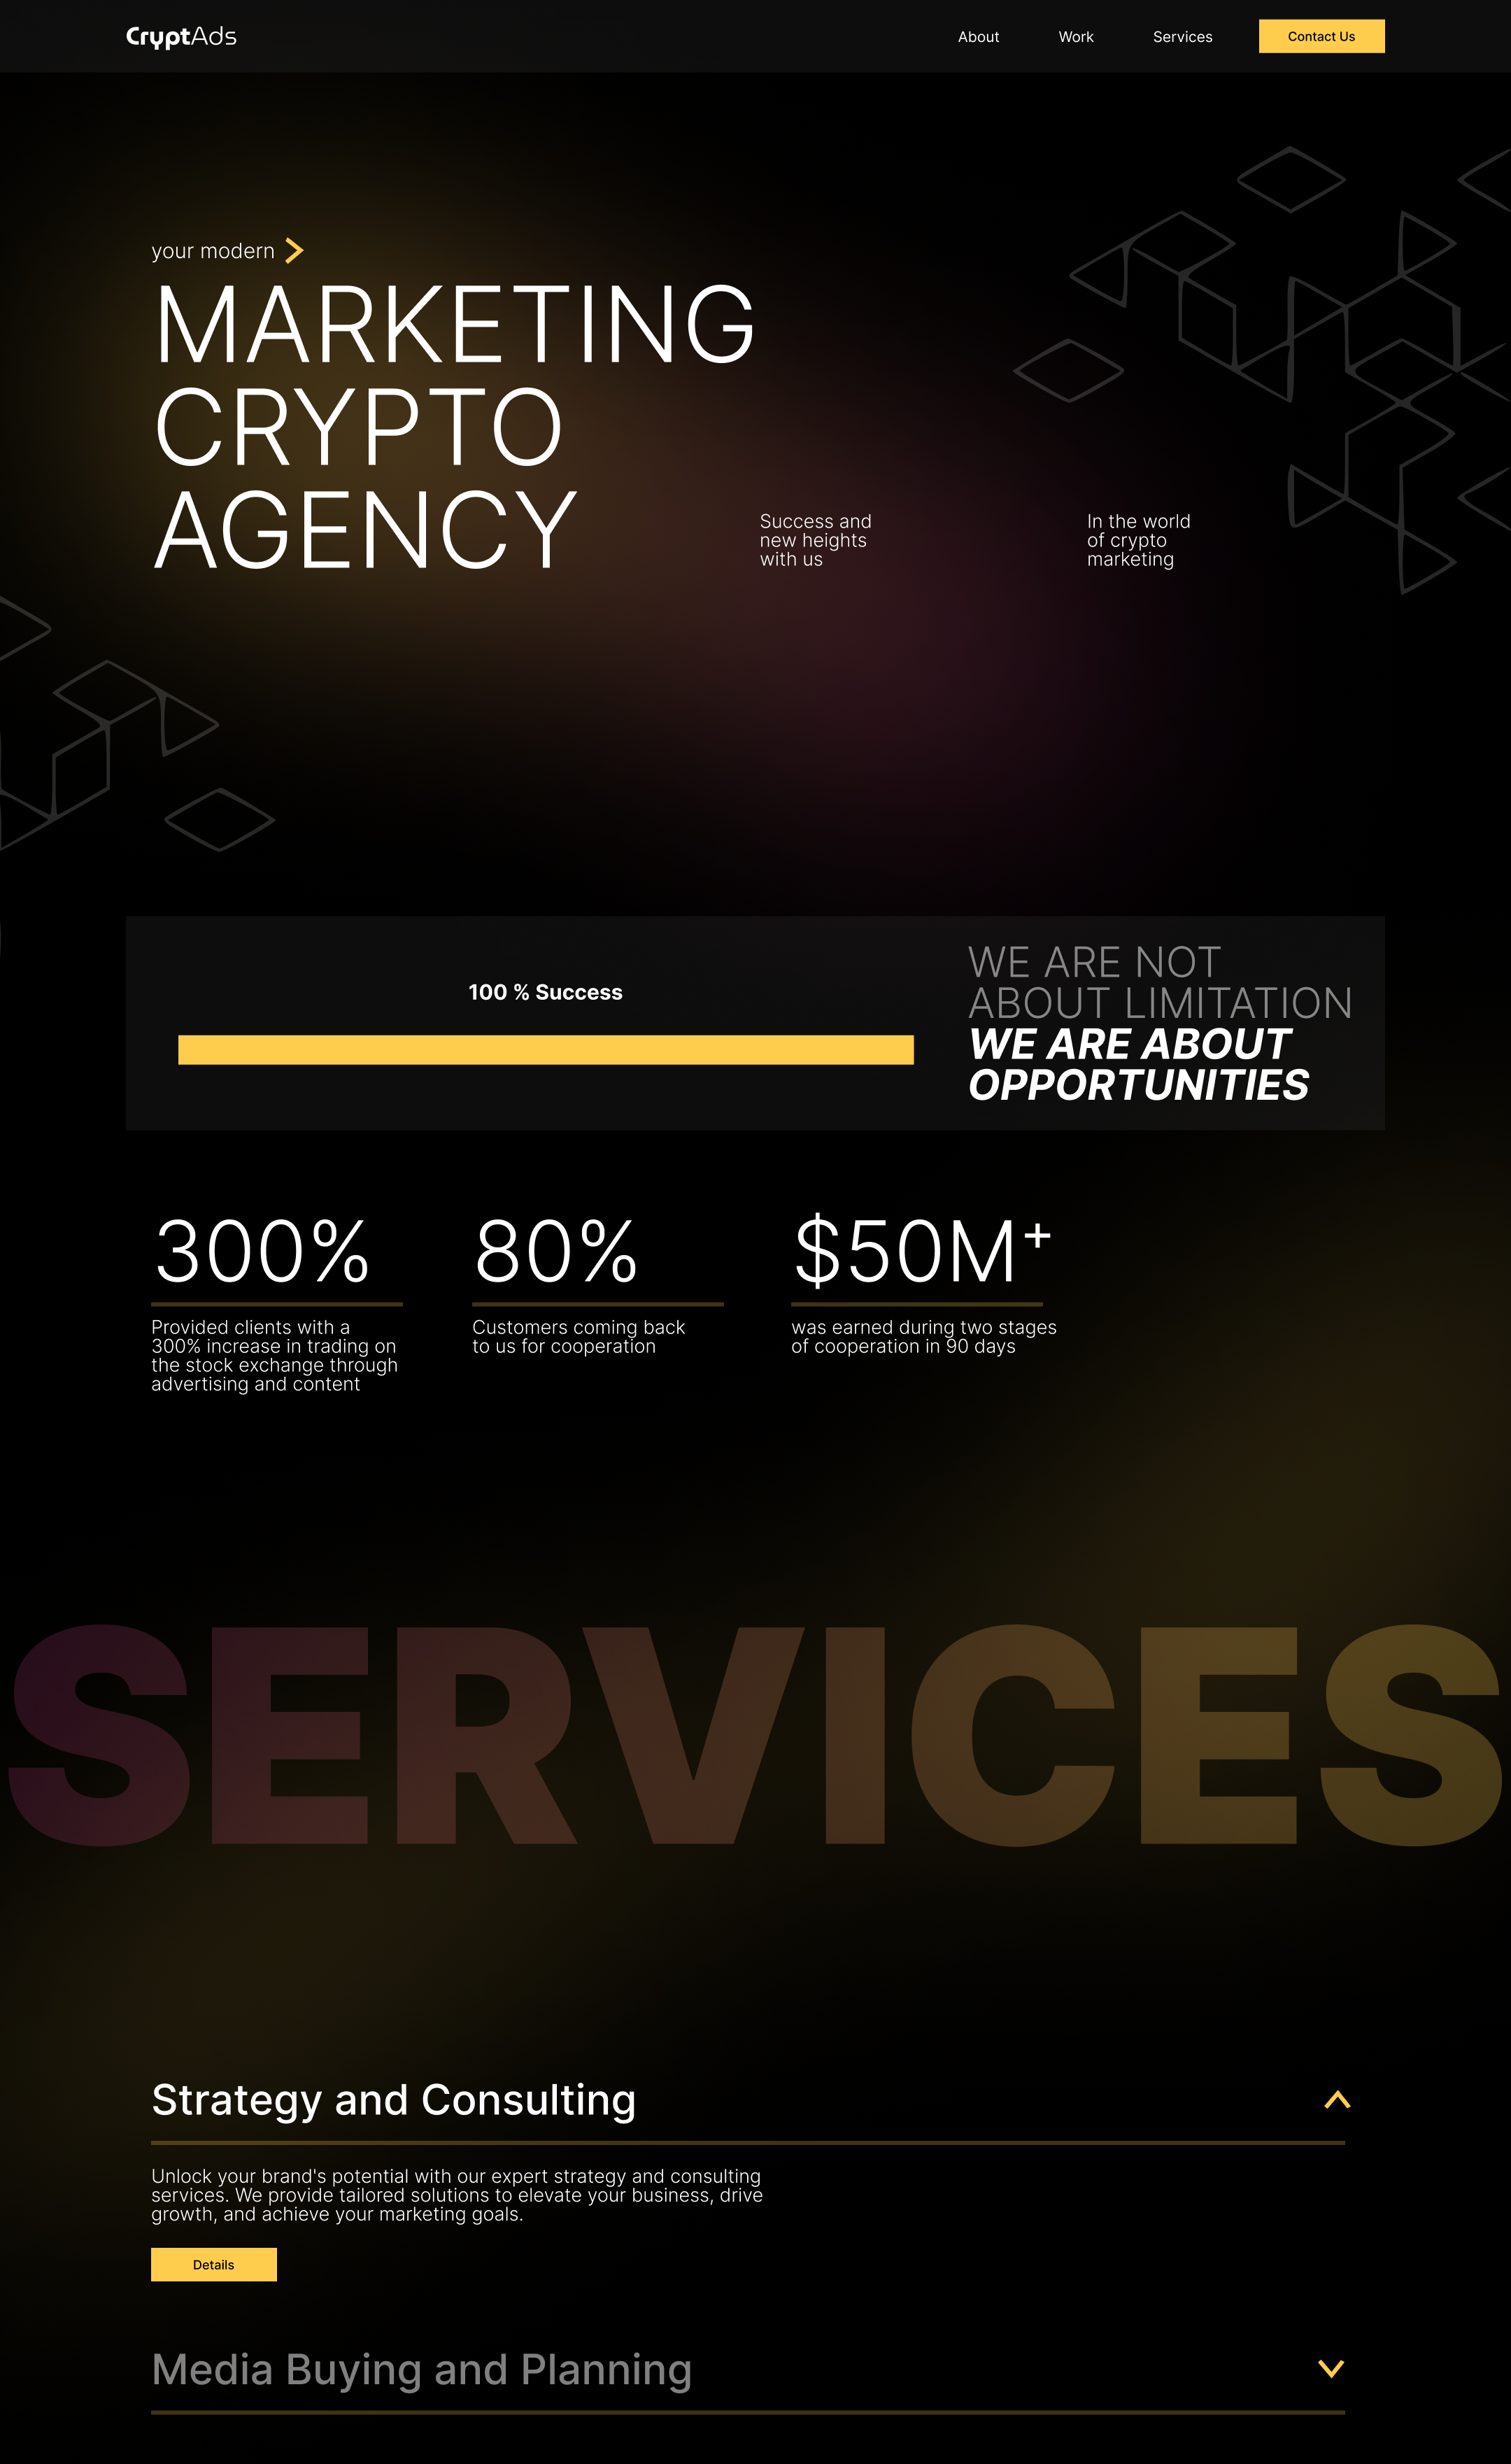 CryptAds
About
Work
Services
Contact Us
your modern
MARKETING
CRYPTO
AGENCY
Success and
new heights
with us
In the world
of crypto
marketing
100 % Success
WE ARE NOT
ABOUT LIMITATION
WE ARE ABOUT
OPPORTUNITIES
300%
Provided clients with a
300% increase in trading on
the stock exchange through
advertising and content
80%
Customers coming back
to us for cooperation
$50M+
was earned during two stages
of cooperation in 90 days
SERVICES
Strategy and Consulting
Unlock your brand's potential with our expert strategy and consulting
services. We provide tailored solutions to elevate your business, drive
growth, and achieve your marketing goals.
Details
Media Buying and Planning